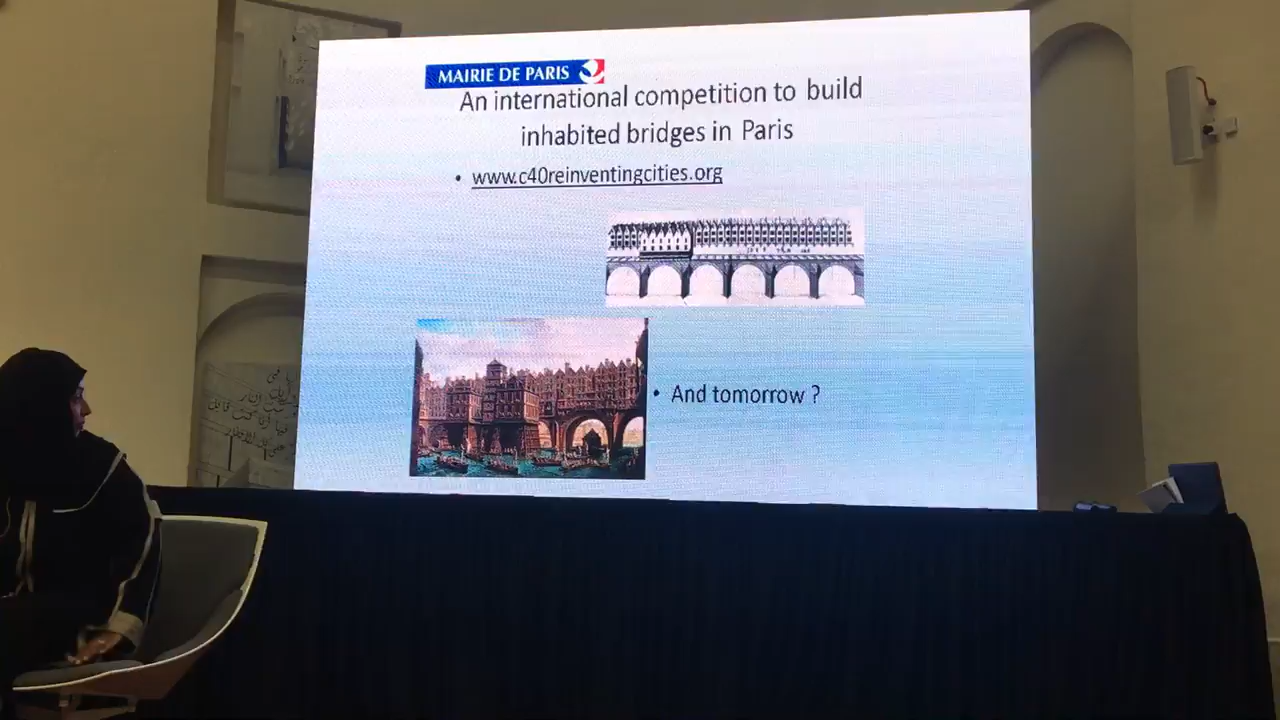 MAIRIE DE PARIS
An international competition to build
inhabited bridges in Paris
• www.c40reinventingcities.org
• And tomorrow ?